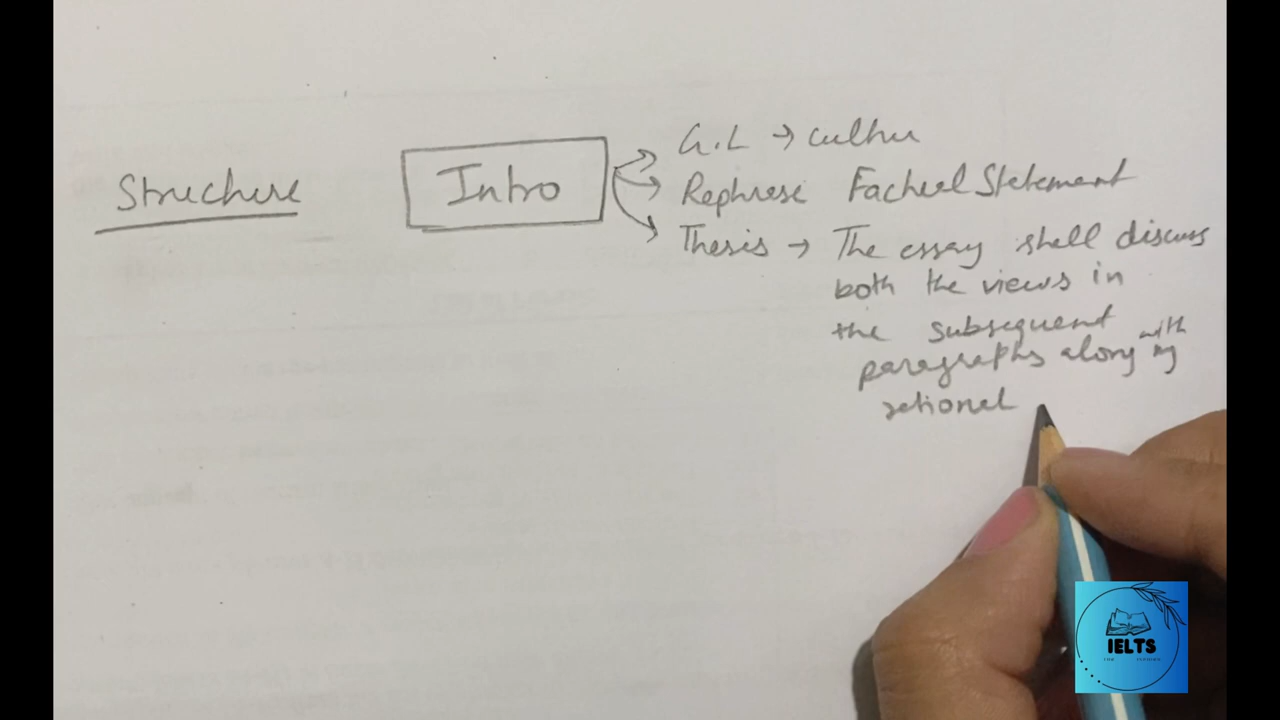 Structure
Intro
G.L → culture
Rephrase Factual Statement
Thesis → The essay shall discuss
both the views in
the subsequent
paragraphs along with my
rational
IELTS